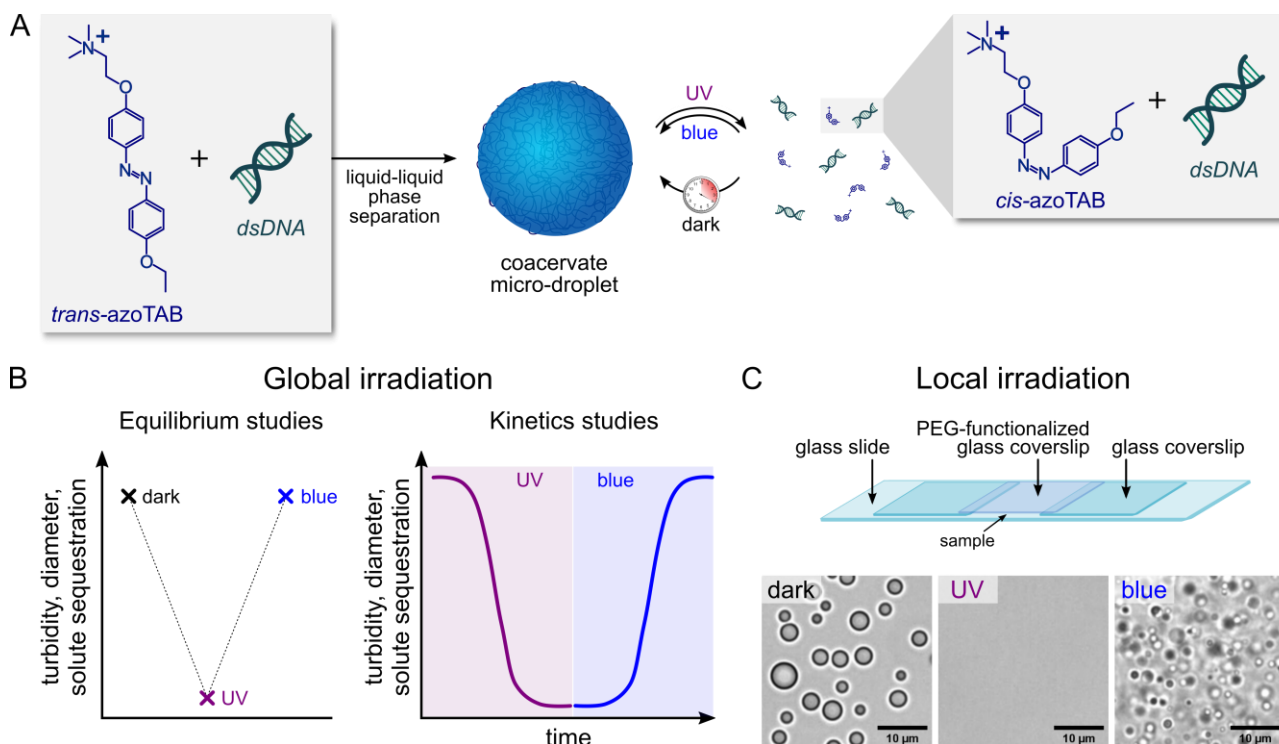 A
N
+
O
N
N
O
trans-azoTAB
+
dsDNA
liquid-liquid
phase
separation
coacervate
micro-droplet
UV
blue
dark
N
+
O
N
N
O
cis-azoTAB
+
dsDNA
B
Global irradiation
Equilibrium studies
turbidity, diameter,
solute sequestration
dark
blue
UV
Kinetics studies
turbidity, diameter,
solute sequestration
UV
blue
time
C
Local irradiation
glass slide
PEG-functionalized
glass coverslip
glass coverslip
sample
dark
10 µm
UV
10 µm
blue
10 µm